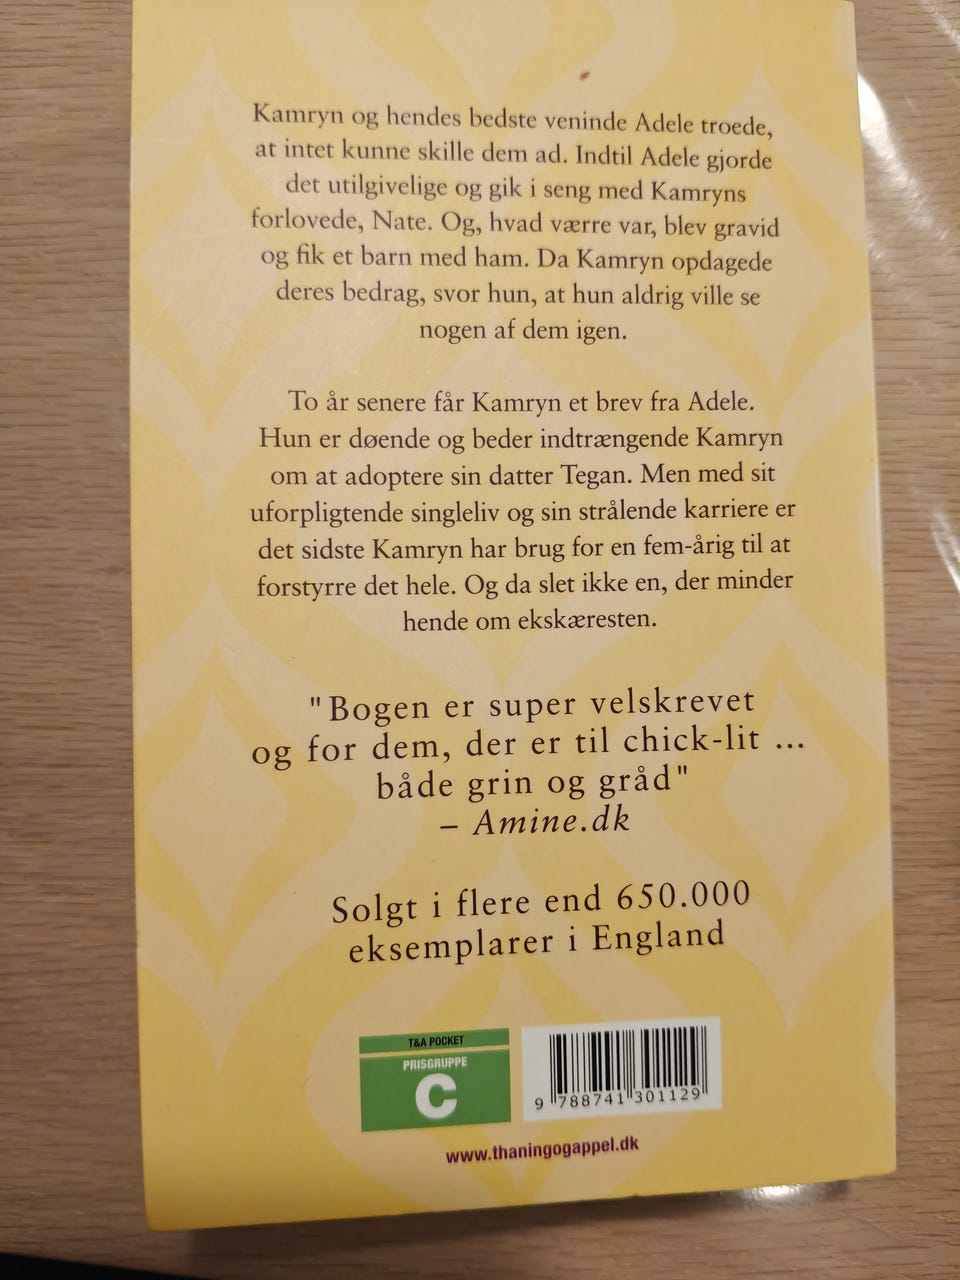 Kamryn og hendes bedste veninde Adele troede,
at intet kunne skille dem ad. Indtil Adele gjorde
det utilgivelige og gik i seng med Kamryns
forlovede, Nate. Og, hvad værre var, blev gravid
og fik et barn med ham. Da Kamryn opdagede
deres bedrag, svor hun, at hun aldrig ville se
nogen af dem igen.
To år senere får Kamryn et brev fra Adele.
Hun er døende og beder indtrængende Kamryn
om at adoptere sin datter Tegan. Men med sit
uforpligtende singleliv og sin strålende karriere er
det sidste Kamryn har brug for en fem-årig til at
forstyrre det hele. Og da slet ikke en, der minder
hende om ekskæresten.
"Bogen er super velskrevet
og for dem, der er til chick-lit ...
både grin og gråd"
– Amine.dk
Solgt i flere end 650.000
eksemplarer i England
T&A POCKET
PRISGRUPPE
C
9 788741 301129
www.thaningogappel.dk